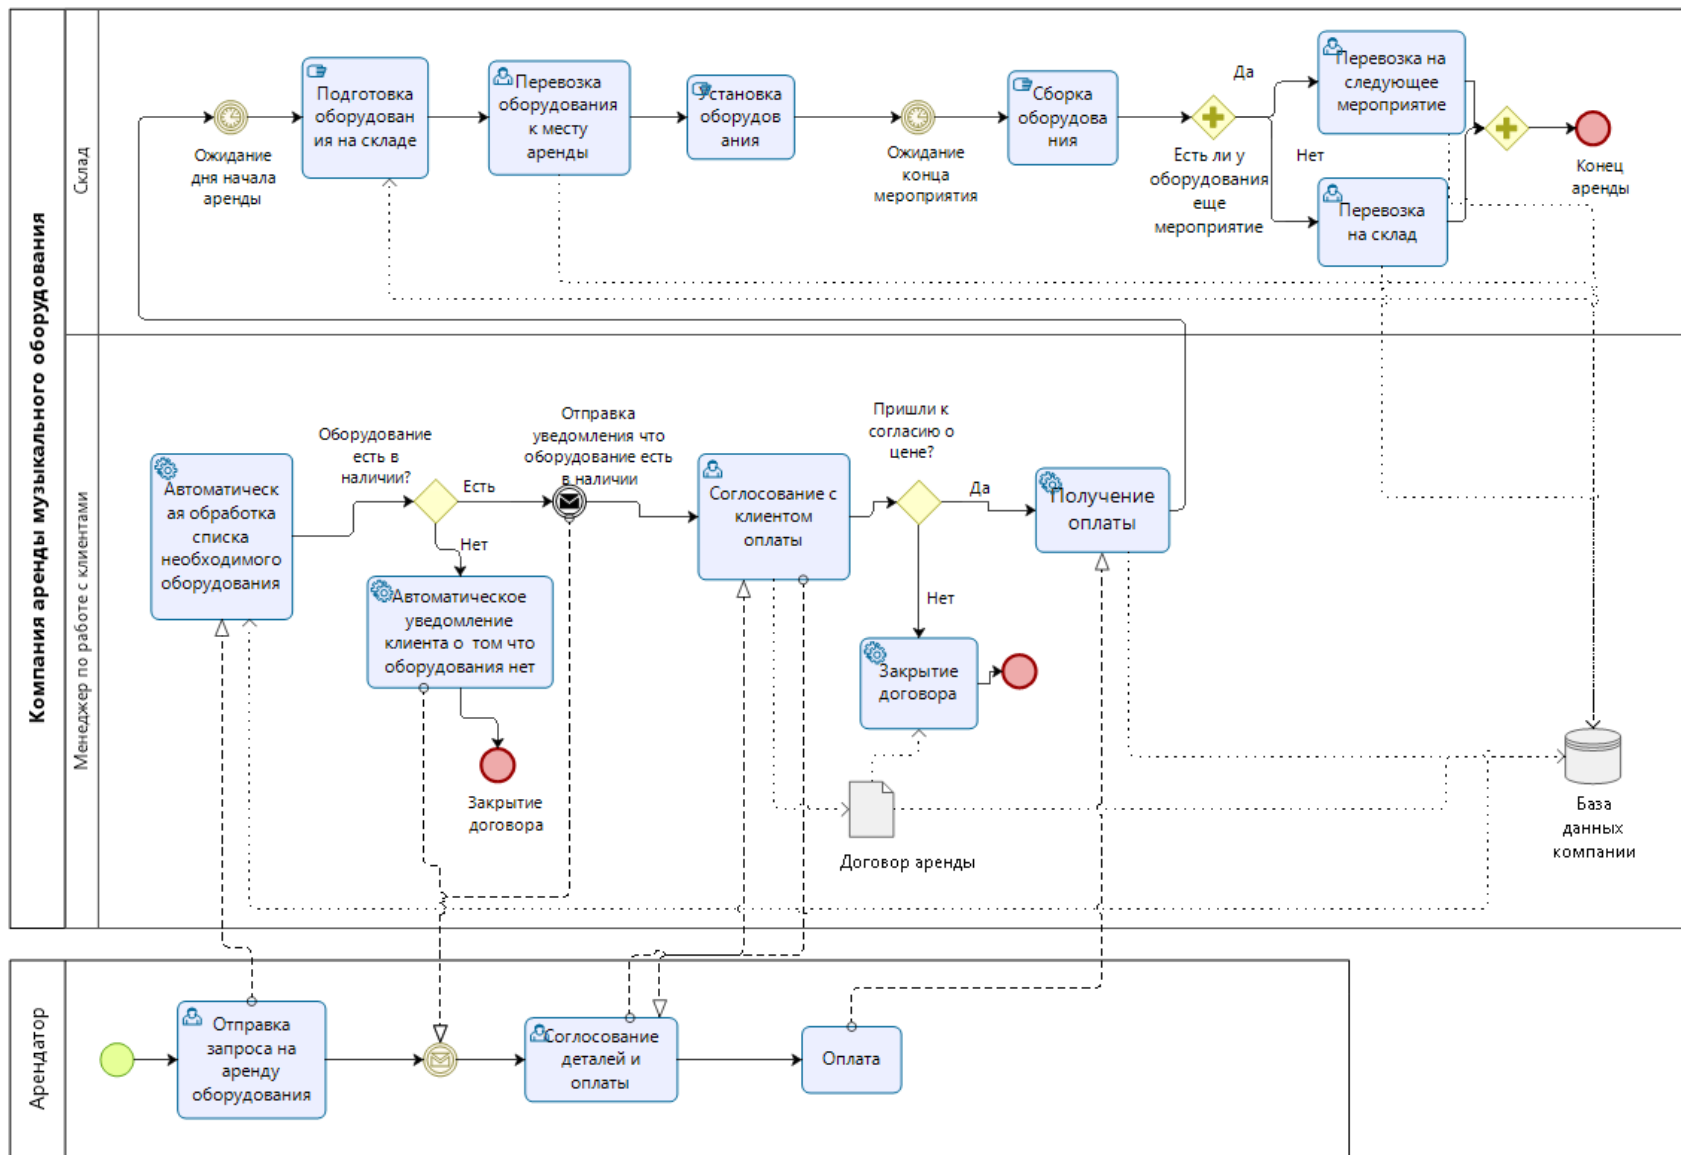 Компания аренды музыкального оборудования
Склад
Ожидание
дня начала
аренды
Подготовка
оборудован
ия на складе
Перевозка
оборудования
к месту
аренды
Установка
оборудов
ания
Ожидание
конца
мероприятия
Сборка
оборудова
ния
Есть ли у
оборудования
еще
мероприятие
Да
Нет
Перевозка на
следующее
мероприятие
Перевозка
на склад
Конец
аренды
Менеджер по работе с клиентами
Автоматическ
ая обработка
списка
необходимого
оборудования
Оборудование
есть в
наличии?
Есть
Нет
Автоматическое
уведомление
клиента о том что
оборудования нет
Закрытие
договора
Отправка
уведомления что
оборудование есть
в наличии
Соглосование с
клиентом
оплаты
Пришли к
согласию о
цене?
Да
Нет
Получение
оплаты
Закрытие
договора
Договор аренды
База
данных
компании
Арендатор
Отправка
запроса на
аренду
оборудования
Соглосование
деталей и
оплаты
Оплата